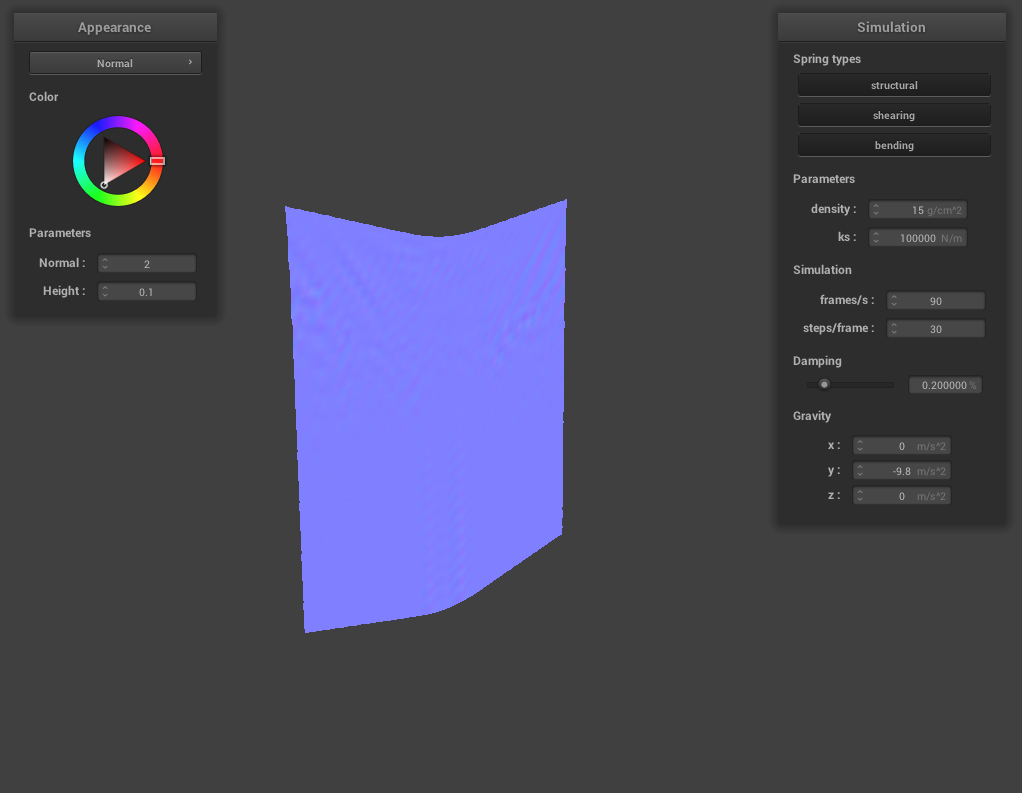 Appearance
Normal ›
Color
Parameters
Normal : 2
Height : 0.1
Simulation
Spring types
structural
shearing
bending
Parameters
density : 15 g/cm^2
ks : 100000 N/m
Simulation
frames/s : 90
steps/frame : 30
Damping
0.200000 %
Gravity
x : 0 m/s^2
y : -9.8 m/s^2
z : 0 m/s^2